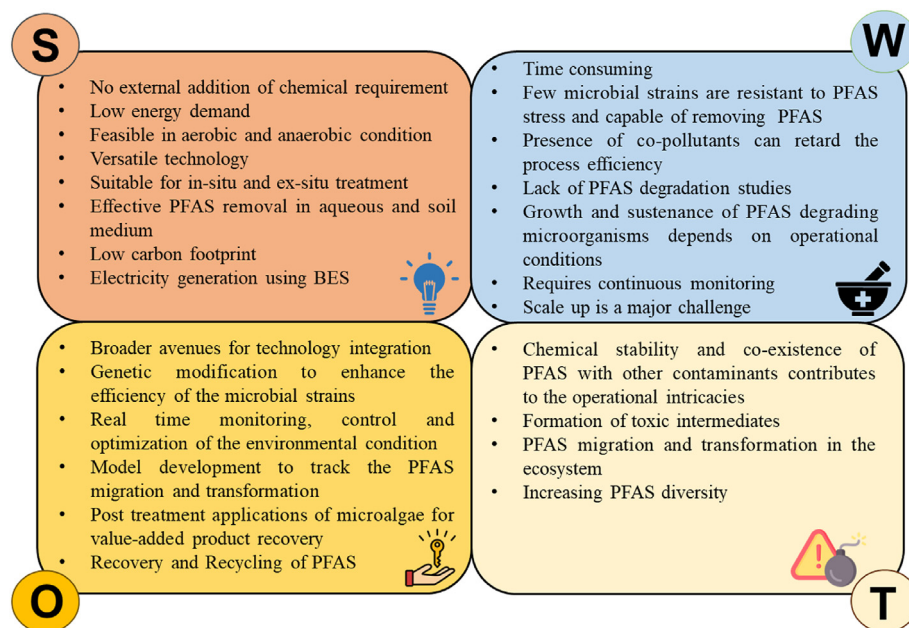 S
• No external addition of chemical requirement
• Low energy demand
• Feasible in aerobic and anaerobic condition
• Versatile technology
• Suitable for in-situ and ex-situ treatment
• Effective PFAS removal in aqueous and soil
medium
• Low carbon footprint
• Electricity generation using BES
W
• Time consuming
• Few microbial strains are resistant to PFAS
stress and capable of removing PFAS
• Presence of co-pollutants can retard the
process efficiency
• Lack of PFAS degradation studies
• Growth and sustenance of PFAS degrading
microorganisms depends on operational
conditions
• Requires continuous monitoring
• Scale up is a major challenge
• Broader avenues for technology integration
• Genetic modification to enhance the
efficiency of the microbial strains
• Real time monitoring, control and
optimization of the environmental condition
• Model development to track the PFAS
migration and transformation
• Post treatment applications of microalgae for
value-added product recovery
• Recovery and Recycling of PFAS
O
• Chemical stability and co-existence of
PFAS with other contaminants contributes
to the operational intricacies
• Formation of toxic intermediates
• PFAS migration and transformation in the
ecosystem
• Increasing PFAS diversity
T